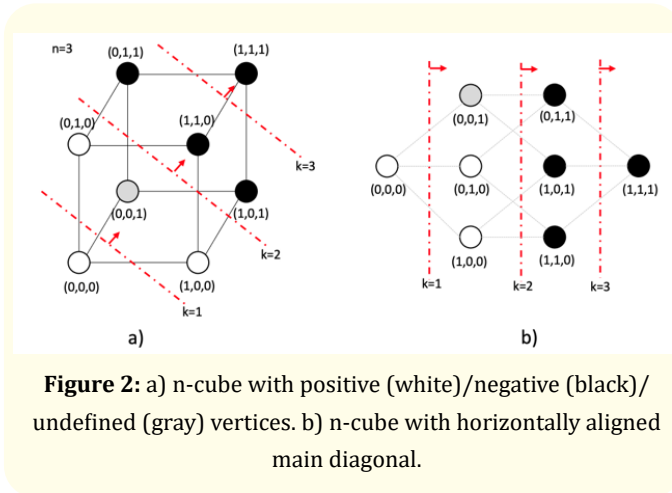 n=3
(0,1,1)
(1,1,1)
(0,1,0)
(1,1,0)
k=3
(0,0,1)
(1,0,1)
k=2
(0,0,0)
(1,0,0)
k=1
a)
(0,0,1)
(0,1,1)
(0,0,0)
(0,1,0)
(1,0,1)
(1,1,1)
(1,0,0)
(1,1,0)
k=1
k=2
k=3
b)
Figure 2: a) n-cube with positive (white)/negative (black)/
undefined (gray) vertices. b) n-cube with horizontally aligned
main diagonal.